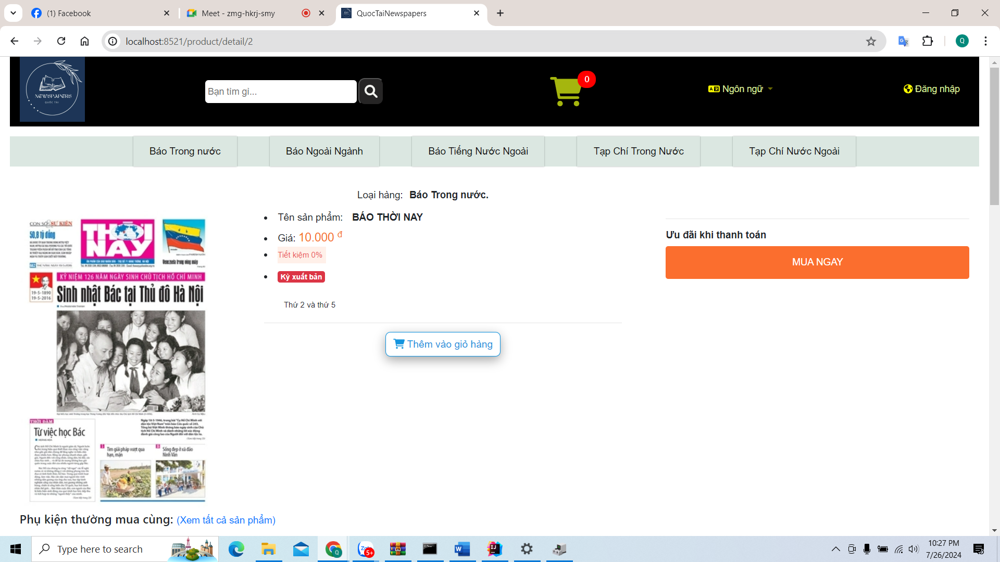 (1) Facebook
Meet - zmg-hkrj-smy
QuocTaiNewspapers
localhost:8521/product/detail/2
Q
NEWSPAPERS
QUỐC TÀI
Bạn tìm gì...
0
Ngôn ngữ
Đăng nhập
Báo Trong nước
Báo Ngoài Ngành
Báo Tiếng Nước Ngoài
Tạp Chí Trong Nước
Tạp Chí Nước Ngoài
Loại hàng: Báo Trong nước.
Tên sản phẩm: BÁO THỜI NAY
Giá: 10.000 đ
Tiết kiệm 0%
Kỳ xuất bản
Thứ 2 và thứ 5
Thêm vào giỏ hàng
Ưu đãi khi thanh toán
MUA NGAY
CON SỐ & SỰ KIỆN
50,8 tỷ đồng
THỜI NAY
Venezuela trong vòng xoáy
KỶ NIỆM 126 NĂM NGÀY SINH CHỦ TỊCH HỒ CHÍ MINH
19-5-1890
19-5-2016
Sinh nhật Bác tại Thủ đô Hà Nội
THỜI ĐÀM
Từ việc học Bác
Tìm giải pháp vượt qua
hạn, mặn
Sống đẹp ở xã đảo
Ninh Vân
Phụ kiện thường mua cùng: (Xem tất cả sản phẩm)
Type here to search
5+
10:27 PM
7/26/2024